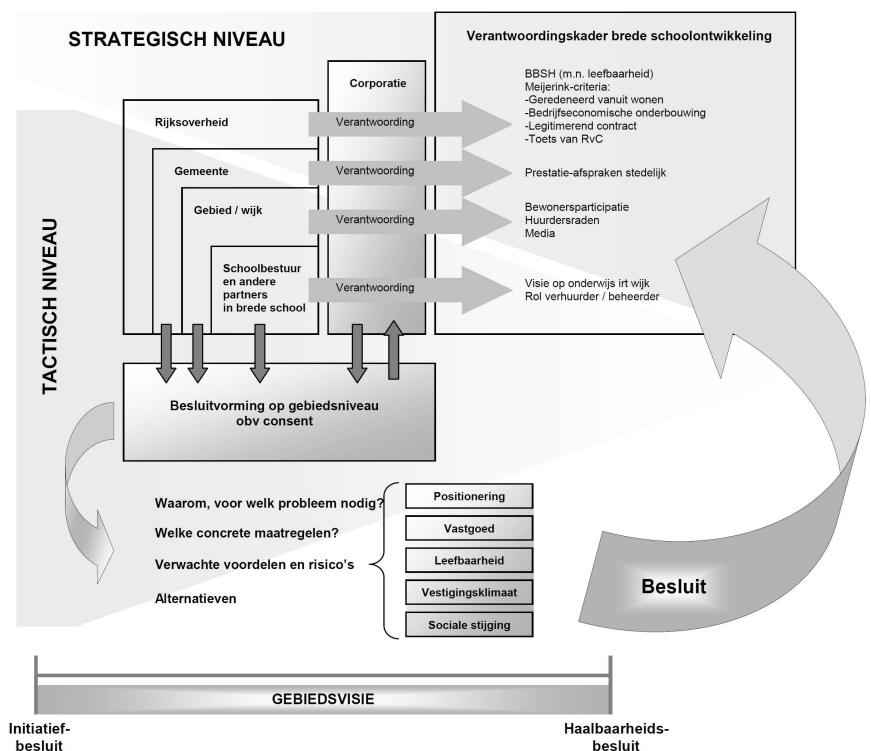 STRATEGISCH NIVEAU
Verantwoordingskader brede schoolontwikkeling
Corporatie
BBSH (m.n. leefbaarheid)
Meijerink-criteria:
-Geredeneerd vanuit wonen
-Bedrijfseconomische onderbouwing
-Legitimerend contract
-Toets van RvC
Rijksoverheid
Verantwoording
Gemeente
Verantwoording
Prestatie-afspraken stedelijk
Gebied / wijk
Verantwoording
Bewonersparticipatie
Huurdersraden
Media
Schoolbestuur
en andere
partners
in brede school
Verantwoording
Visie op onderwijs irt wijk
Rol verhuurder / beheerder
TACTISCH NIVEAU
Besluitvorming op gebiedsniveau
obv consent
Waarom, voor welk probleem nodig?
Welke concrete maatregelen?
Verwachte voordelen en risico's
Alternatieven
Positionering
Vastgoed
Leefbaarheid
Vestigingsklimaat
Sociale stijging
Besluit
GEBIEDSVISIE
Initiatief-
besluit
Haalbaarheids-
besluit